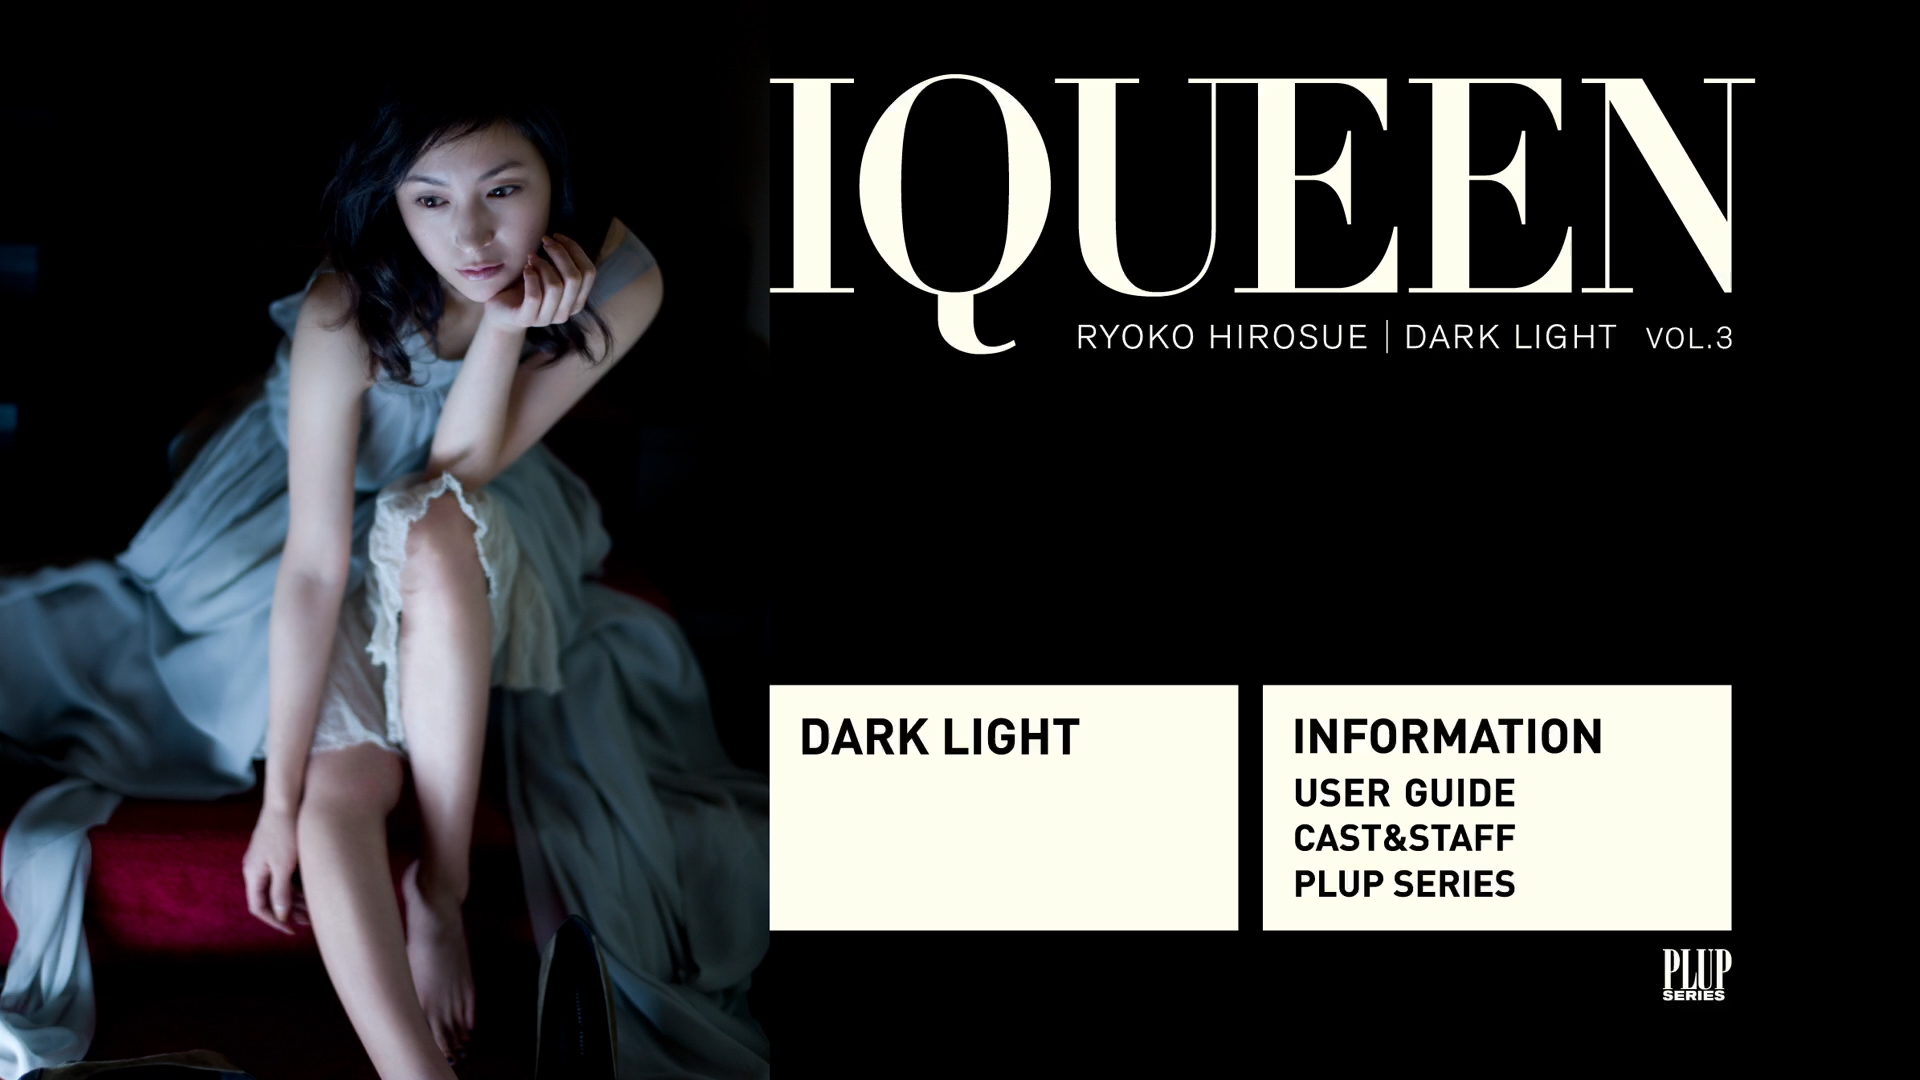 IQUEEN
RYOKO HIROSUE | DARK LIGHT VOL.3
DARK LIGHT
INFORMATION
USER GUIDE
CAST&STAFF
PLUP SERIES
PLUP
SERIES